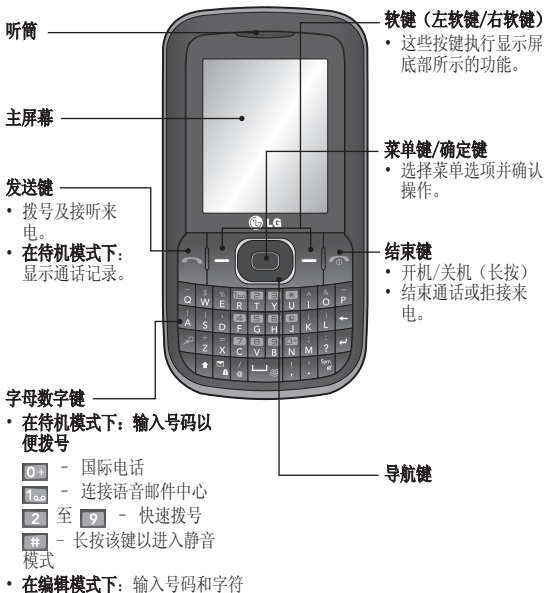 听筒
主屏幕
发送键
• 拨号及接听来
电。
• 在待机模式下：
显示通话记录。
字母数字键
• 在待机模式下：输入号码以
便拨号
0+ － 国际电话
1 － 连接语音邮件中心
2 至 9 － 快速拨号
# － 长按该键以进入静音
模式
• 在编辑模式下：输入号码和字符
软键（左软键/右软键）
• 这些按键执行显示屏
底部所示的功能。
菜单键/确定键
• 选择菜单选项并确认
操作。
结束键
• 开机/关机（长按）
• 结束通话或拒接来
电。
导航键
LG
Q W E R T Y U I O P
A S D F G H J K L
Z X C V B N M
Sym